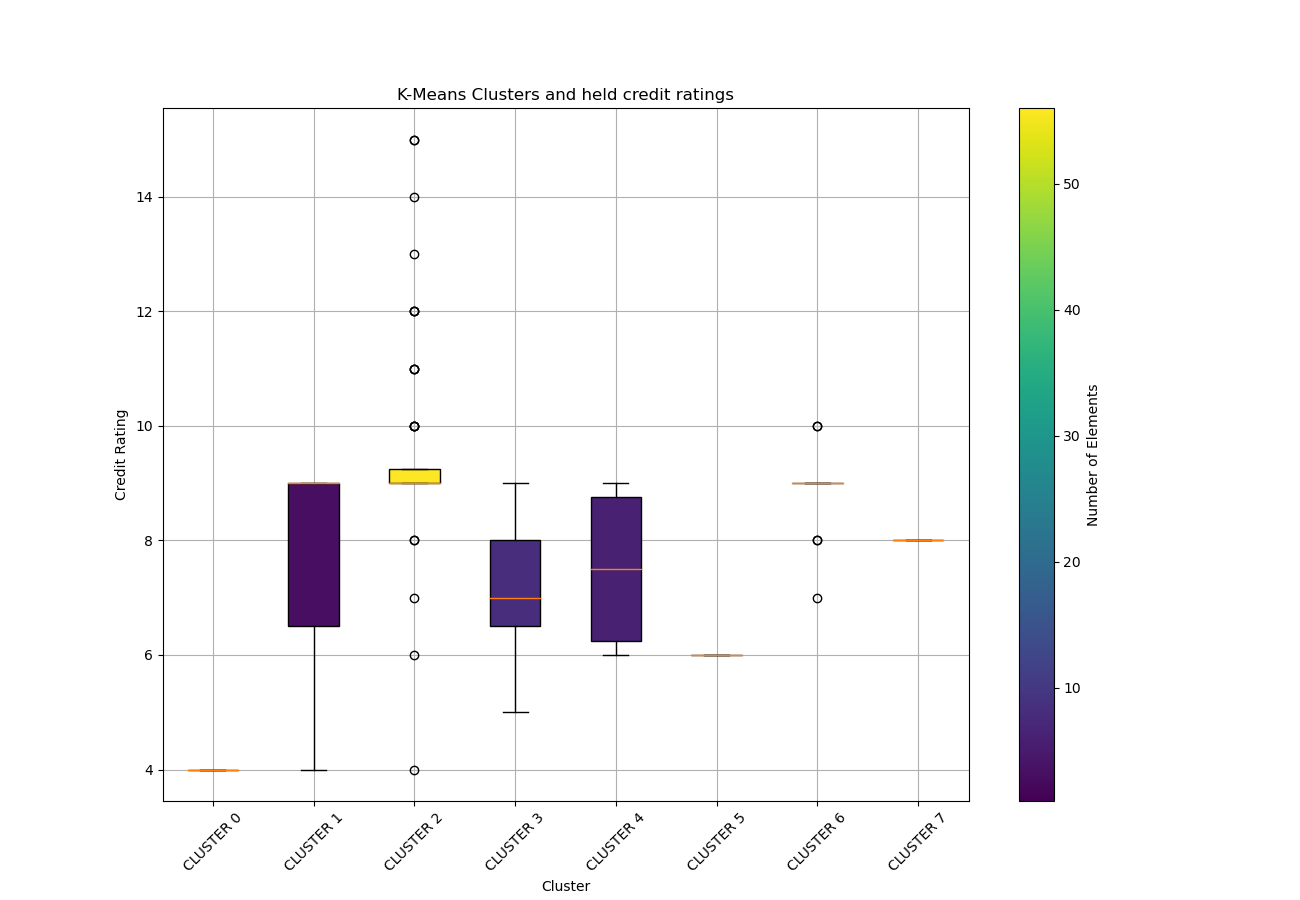 K-Means Clusters and held credit ratings
14
12
10
8
6
4
Credit Rating
CLUSTER 0
CLUSTER 1
CLUSTER 2
CLUSTER 3
CLUSTER 4
CLUSTER 5
CLUSTER 6
CLUSTER 7
Cluster
50
40
30
20
10
Number of Elements